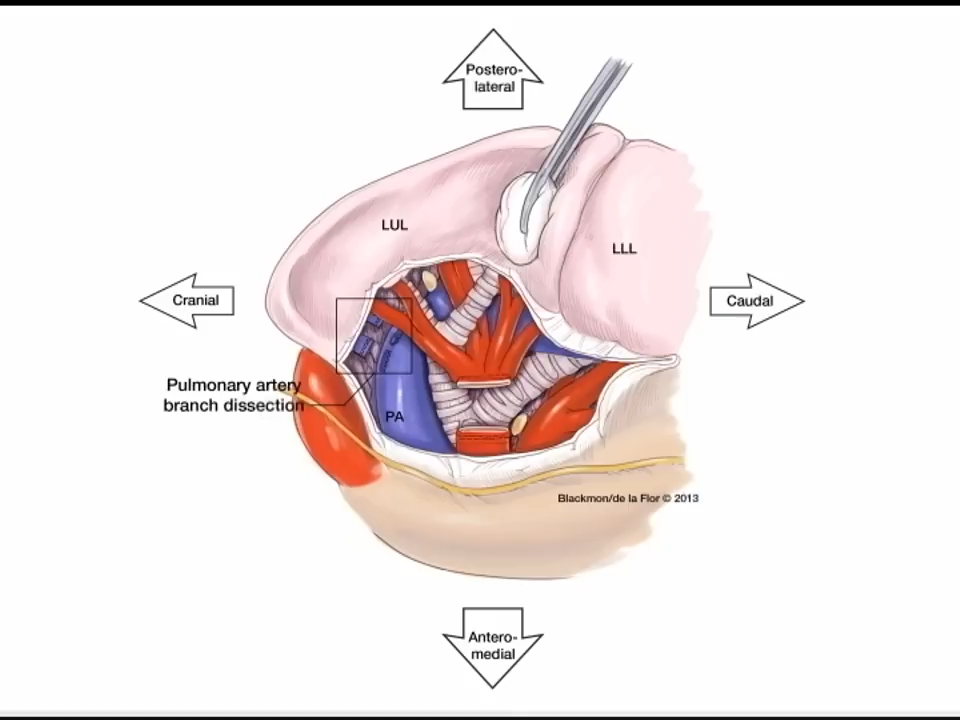 Postero-
lateral
LUL
LLL
Cranial
Caudal
Pulmonary artery
branch dissection
PA
Blackmon/de la Flor © 2013
Antero-
medial